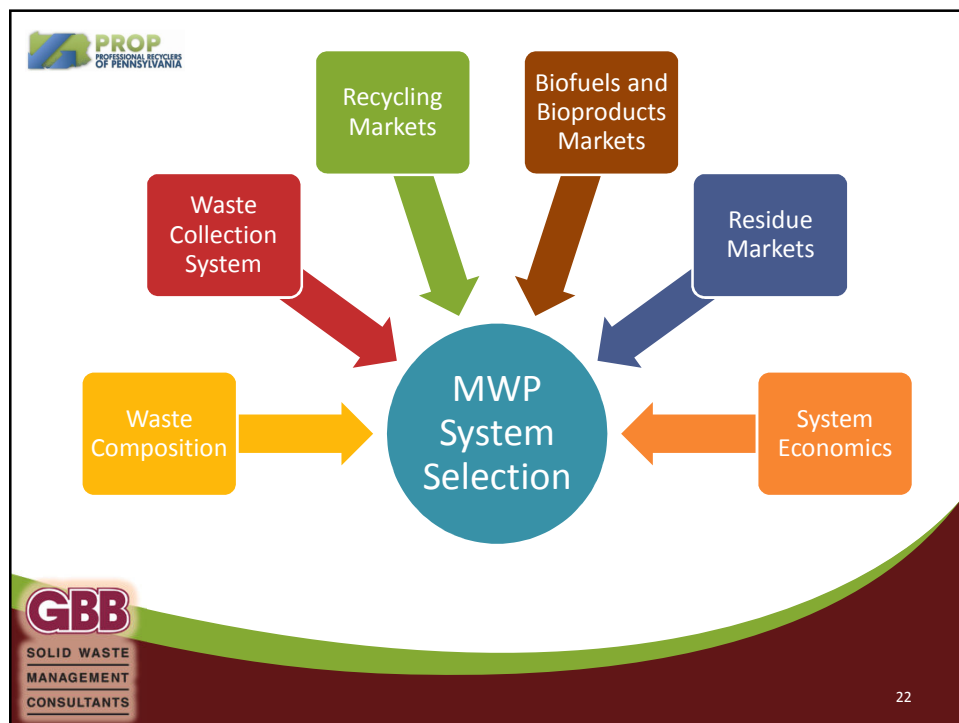 PROP
PROFESSIONAL RECYCLERS
OF PENNSYLVANIA
Recycling
Markets
Biofuels and
Bioproducts
Markets
Waste
Collection
System
Residue
Markets
Waste
Composition
MWP
System
Selection
System
Economics
GBB
SOLID WASTE
MANAGEMENT
CONSULTANTS
22